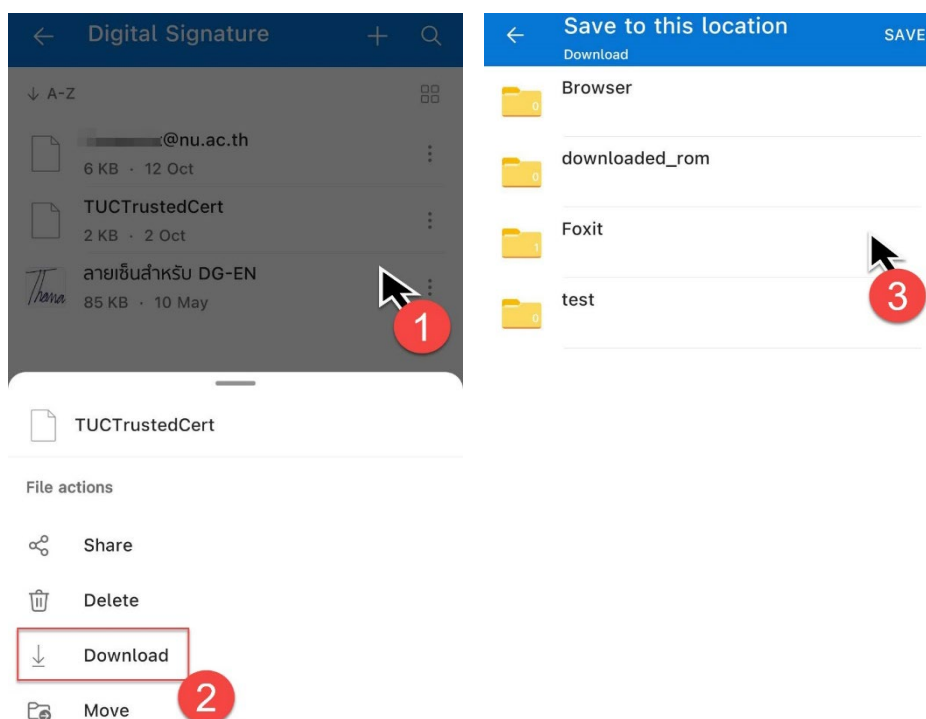 Digital Signature
A-Z
@nu.ac.th
6 KB · 12 Oct
TUCTrustedCert
2 KB · 2 Oct
ลายเซ็นสำหรับ DG-EN
85 KB · 10 May
Thana
1
TUCTrustedCert
File actions
Share
Delete
Download
2
Move
Save to this location
Download
SAVE
Browser
0
downloaded_rom
0
Foxit
1
test
0
3